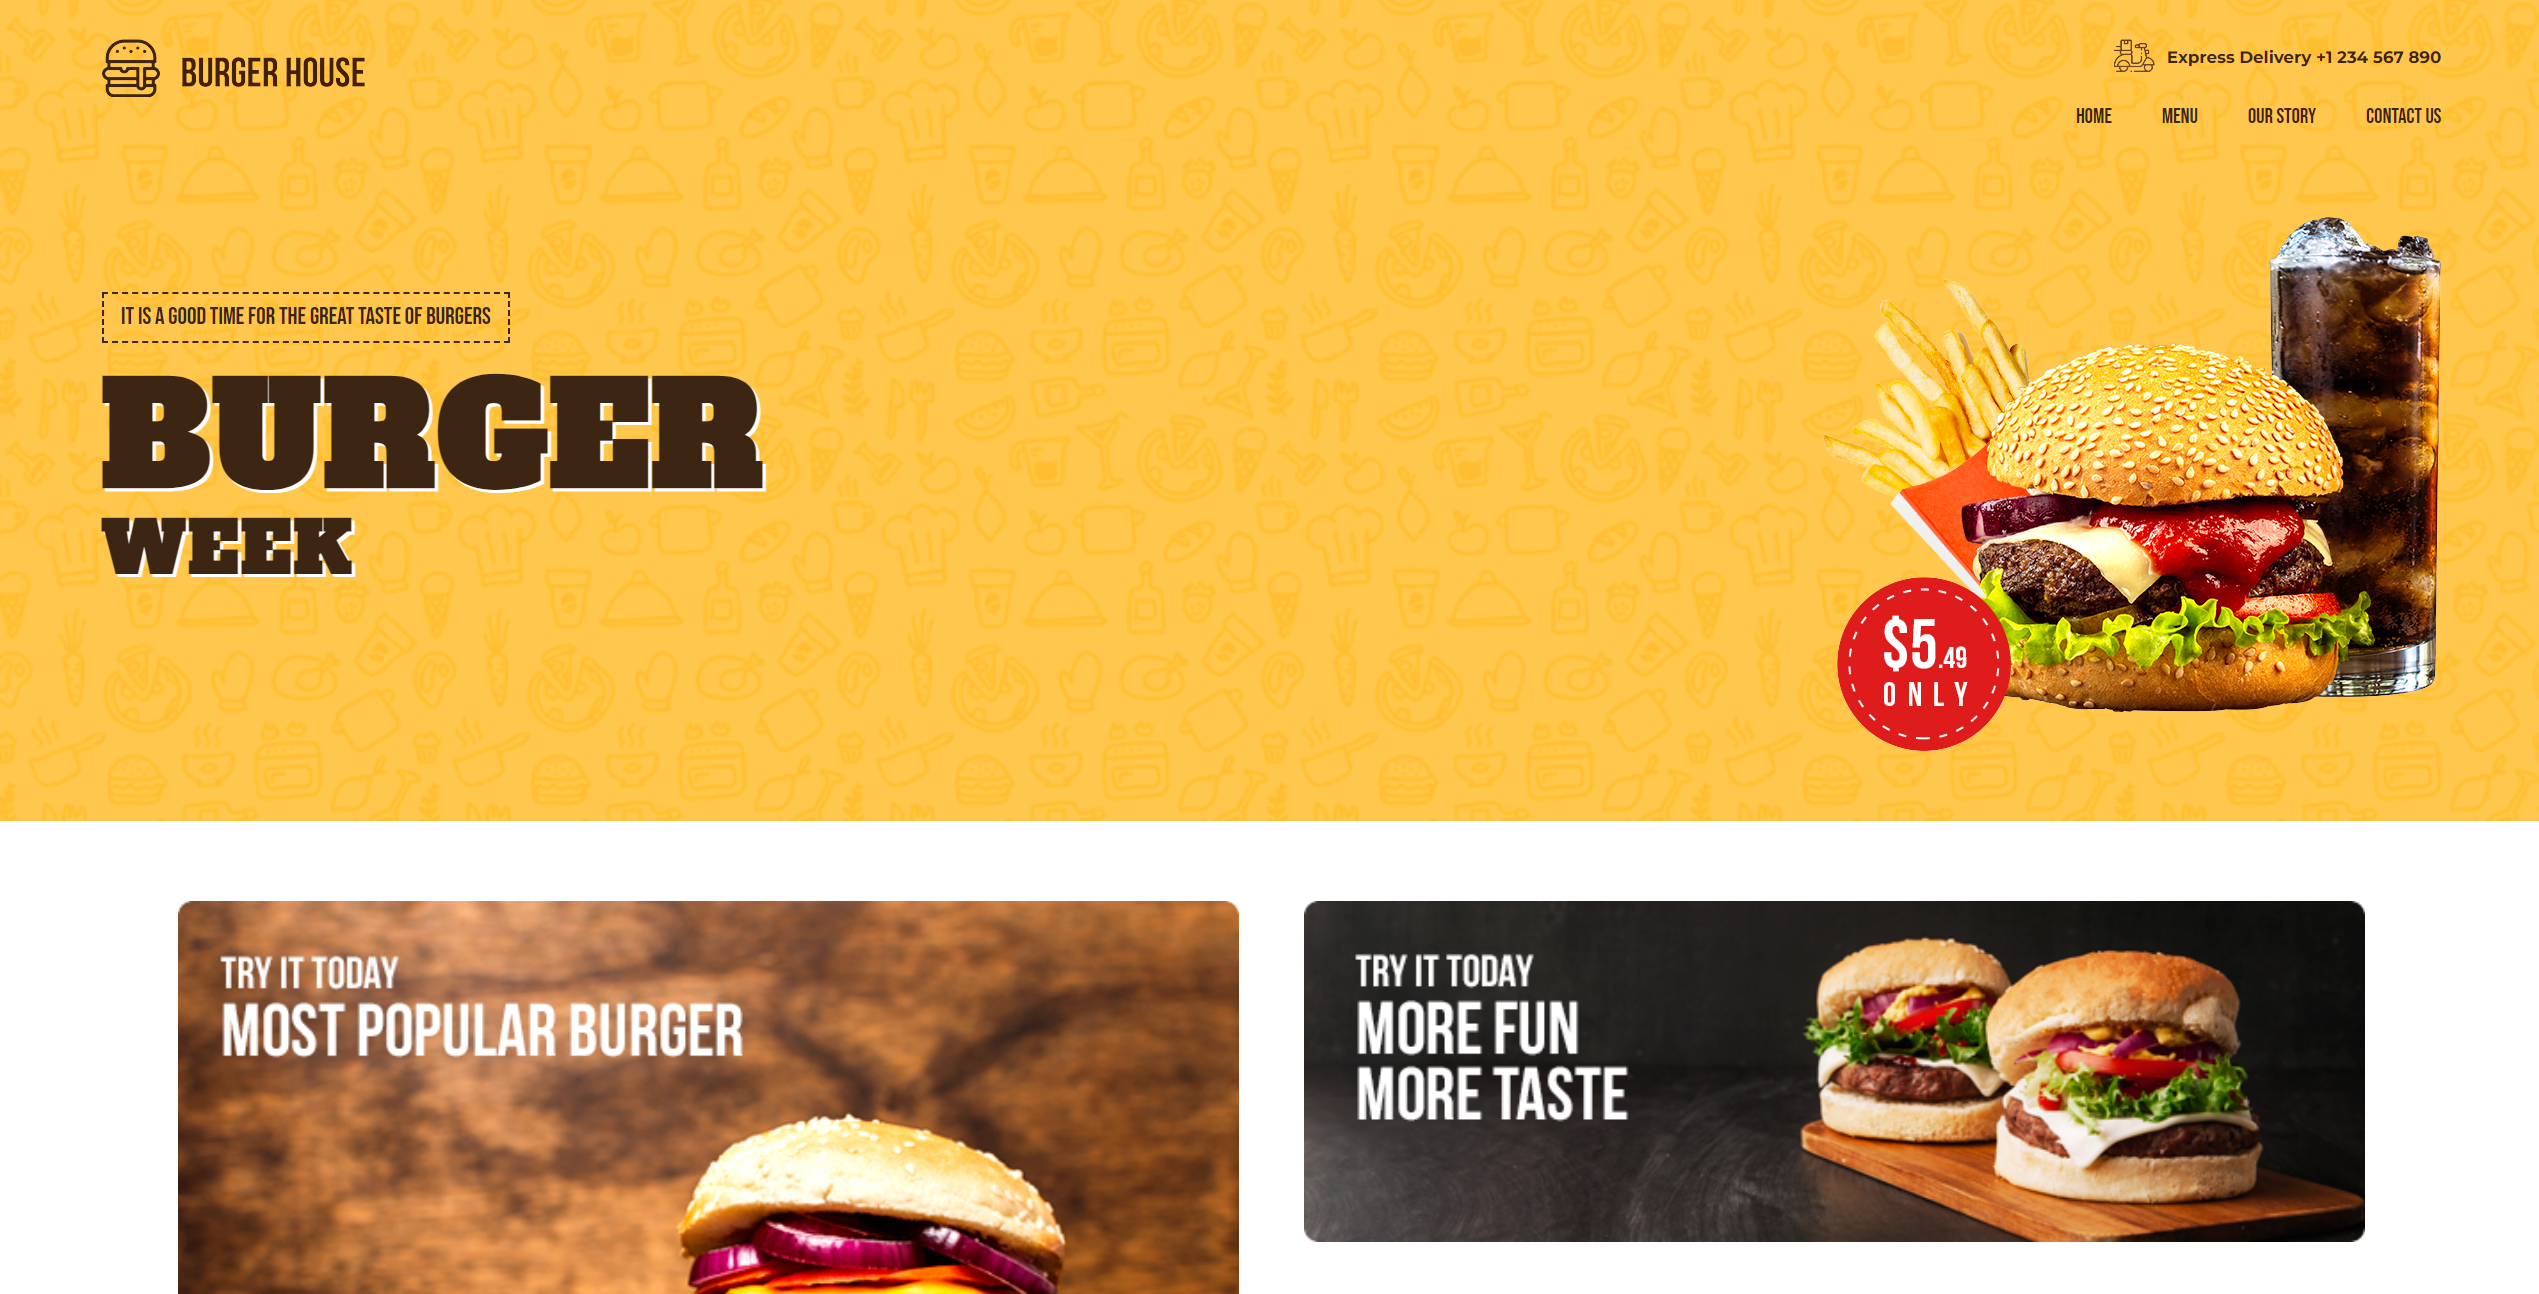 BURGER HOUSE
Express Delivery +1 234 567 890
HOME MENU OUR STORY CONTACT US
IT IS A GOOD TIME FOR THE GREAT TASTE OF BURGERS
BURGER
WEEK
$5.49
ONLY
TRY IT TODAY
MOST POPULAR BURGER
TRY IT TODAY
MORE FUN
MORE TASTE